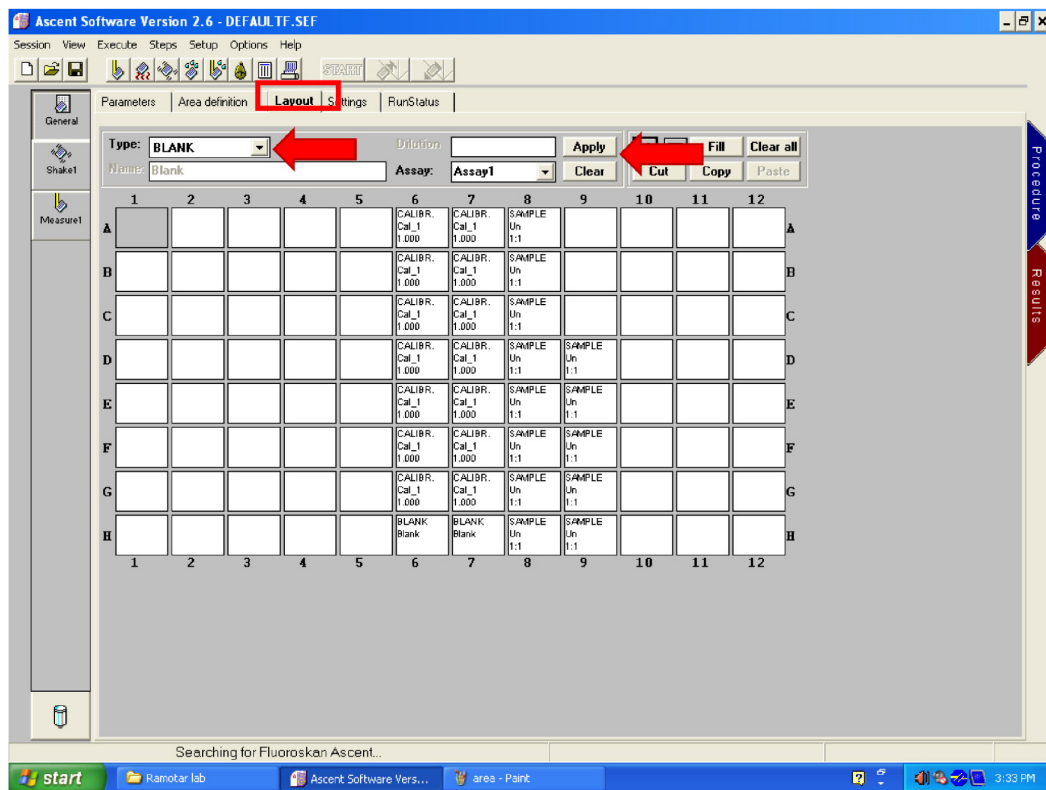 Ascent Software Version 2.6 - DEFAULTF.SEF
Session View Execute Steps Setup Options Help
START
Parameters Area definition Layout Settings RunStatus
General
Shake1
Measure1
Type: BLANK Dilution Apply Fill Clear all
Name: Blank Assay: Assay1 Clear Cut Copy Paste
Procedure
Results
1 2 3 4 5 6 7 8 9 10 11 12
A CALIBR. CALIBR. SAMPLE A
Cal_1 Cal_1 Un
1.000 1.000 1:1
B CALIBR. CALIBR. SAMPLE B
Cal_1 Cal_1 Un
1.000 1.000 1:1
C CALIBR. CALIBR. SAMPLE C
Cal_1 Cal_1 Un
1.000 1.000 1:1
D CALIBR. CALIBR. SAMPLE SAMPLE D
Cal_1 Cal_1 Un Un
1.000 1.000 1:1 1:1
E CALIBR. CALIBR. SAMPLE SAMPLE E
Cal_1 Cal_1 Un Un
1.000 1.000 1:1 1:1
F CALIBR. CALIBR. SAMPLE SAMPLE F
Cal_1 Cal_1 Un Un
1.000 1.000 1:1 1:1
G CALIBR. CALIBR. SAMPLE SAMPLE G
Cal_1 Cal_1 Un Un
1.000 1.000 1:1 1:1
H BLANK BLANK SAMPLE SAMPLE H
Blank Blank Un Un
1:1 1:1
1 2 3 4 5 6 7 8 9 10 11 12
Searching for Fluoroskan Ascent...
start Ramotar lab Ascent Software Vers... area - Paint 3:33 PM